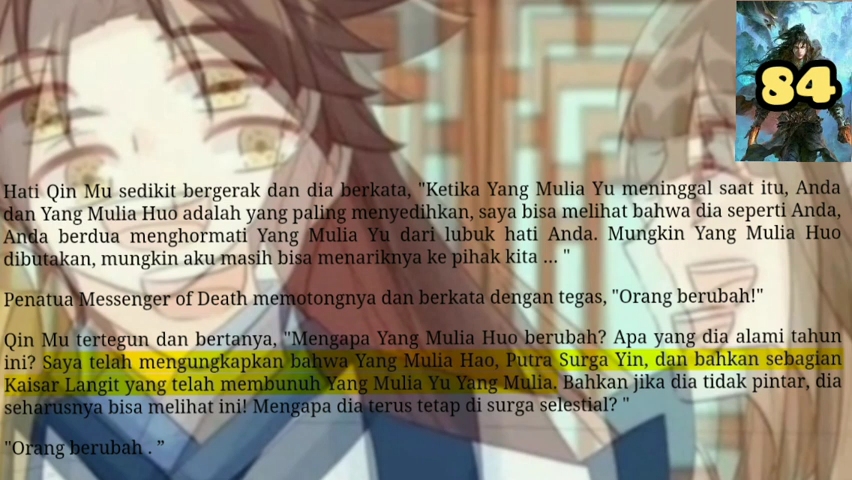 84
Hati Qin Mu sedikit bergerak dan dia berkata, "Ketika Yang Mulia Yu meninggal saat itu, Anda
dan Yang Mulia Huo adalah yang paling menyedihkan, saya bisa melihat bahwa dia seperti Anda,
Anda berdua menghormati Yang Mulia Yu dari lubuk hati Anda. Mungkin Yang Mulia Huo
dibutakan, mungkin aku masih bisa menariknya ke pihak kita ... "
Penatua Messenger of Death memotongnya dan berkata dengan tegas, "Orang berubah!"
Qin Mu tertegun dan bertanya, "Mengapa Yang Mulia Huo berubah? Apa yang dia alami tahun
ini? Saya telah mengungkapkan bahwa Yang Mulia Hao, Putra Surga Yin, dan bahkan sebagian
Kaisar Langit yang telah membunuh Yang Mulia Yu Yang Mulia. Bahkan jika dia tidak pintar, dia
seharusnya bisa melihat ini! Mengapa dia terus tetap di surga selestial? "
"Orang berubah . ”